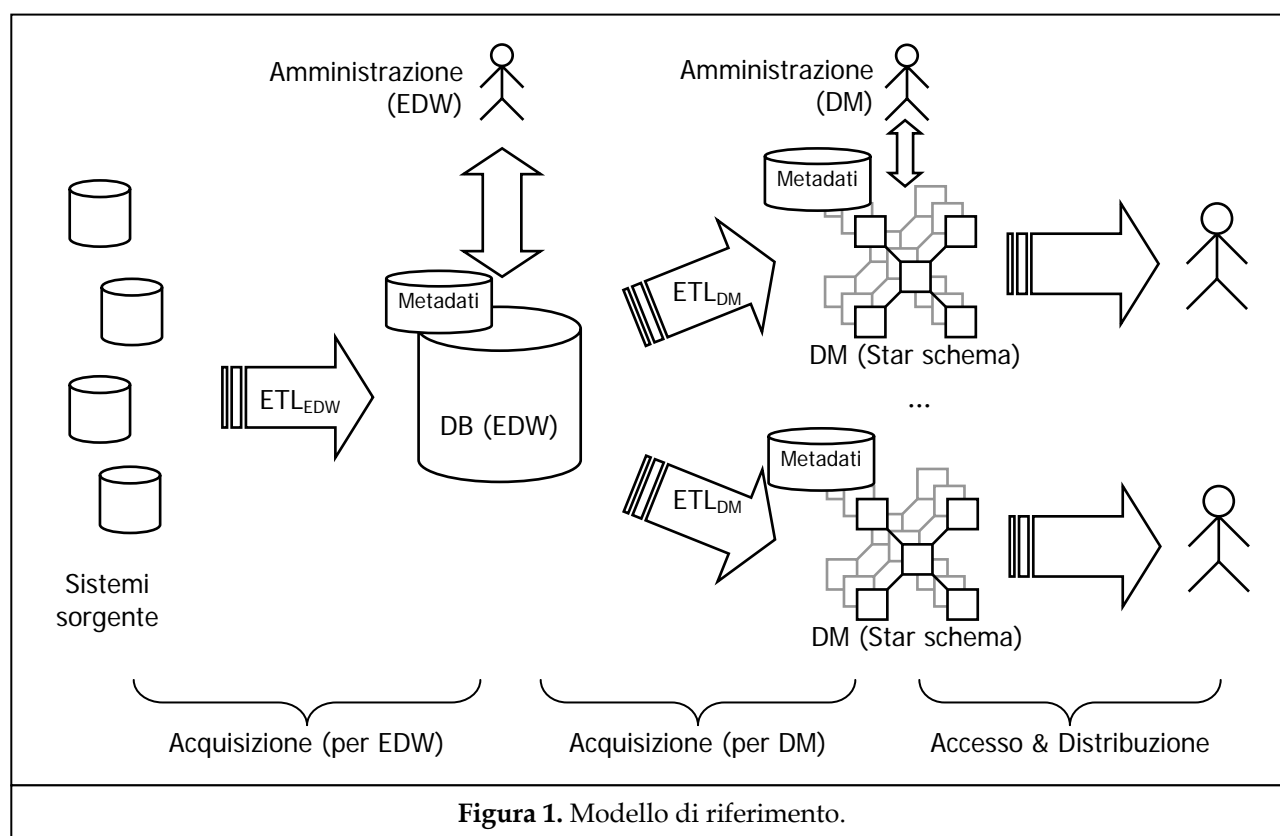 Amministrazione
(EDW)
Amministrazione
(DM)
Metadati
Metadati
ETLDM
DM (Star schema)
ETLEDW
DB (EDW)
...
Metadati
ETLDM
DM (Star schema)
Sistemi
sorgente
Acquisizione (per EDW)
Acquisizione (per DM)
Accesso & Distribuzione
Figura 1. Modello di riferimento.